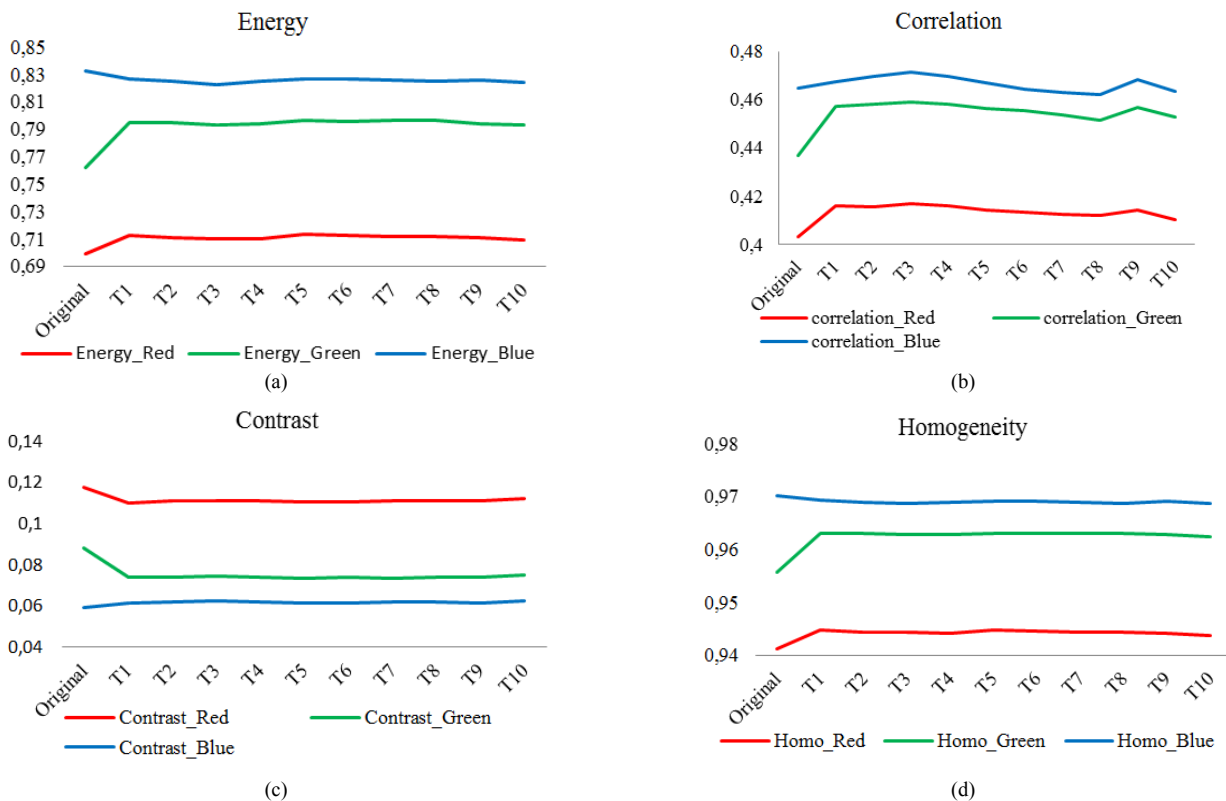 Energy
0,85
0,83
0,81
0,79
0,77
0,75
0,73
0,71
0,69
Original T1 T2 T3 T4 T5 T6 T7 T8 T9 T10
Energy_Red Energy_Green Energy_Blue
(a)
Correlation
0,48
0,46
0,44
0,42
0,4
Original T1 T2 T3 T4 T5 T6 T7 T8 T9 T10
correlation_Red correlation_Green
correlation_Blue
(b)
Contrast
0,14
0,12
0,1
0,08
0,06
0,04
Original T1 T2 T3 T4 T5 T6 T7 T8 T9 T10
Contrast_Red Contrast_Green
Contrast_Blue
(c)
Homogeneity
0,98
0,97
0,96
0,95
0,94
Original T1 T2 T3 T4 T5 T6 T7 T8 T9 T10
Homo_Red Homo_Green Homo_Blue
(d)